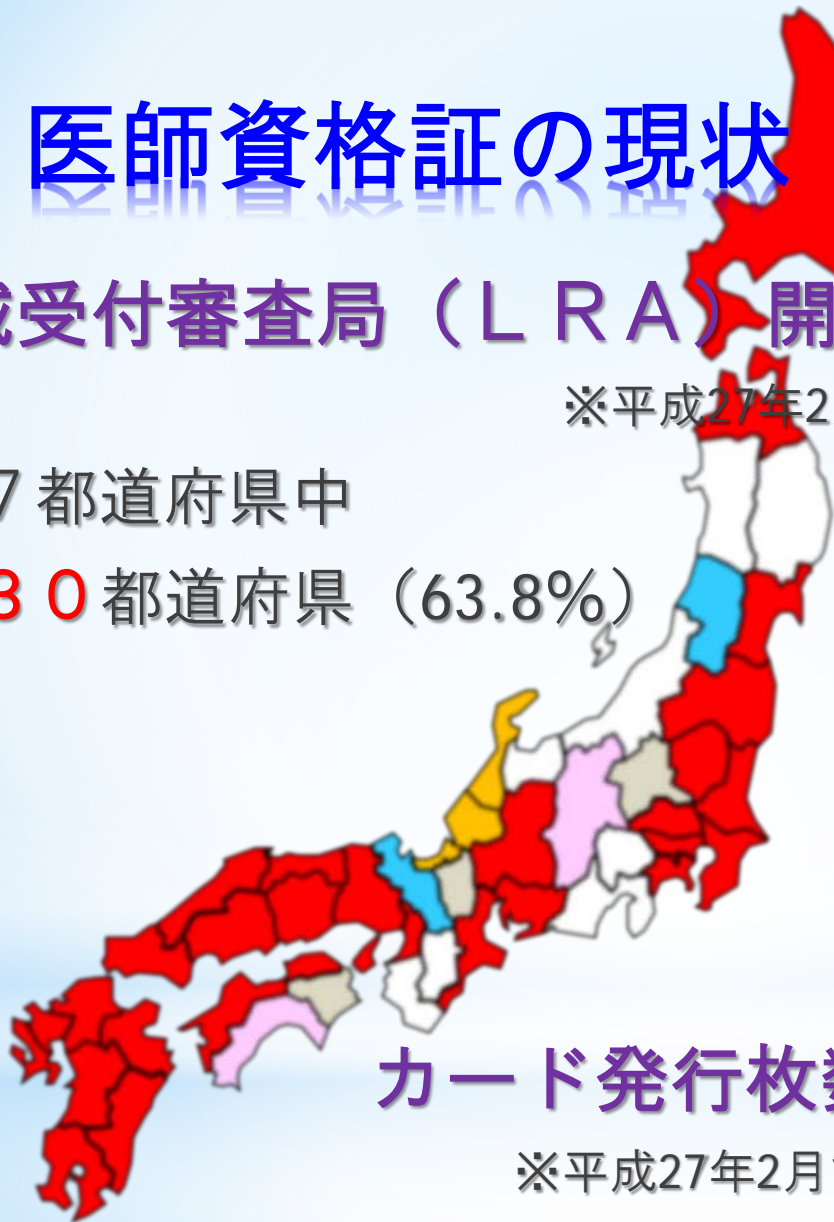 医師資格証の現状
域受付審査局（ＬＲＡ）開
※平成27年2
７都道府県中
３０都道府県（63.8％）
カード発行枚数
※平成27年2月